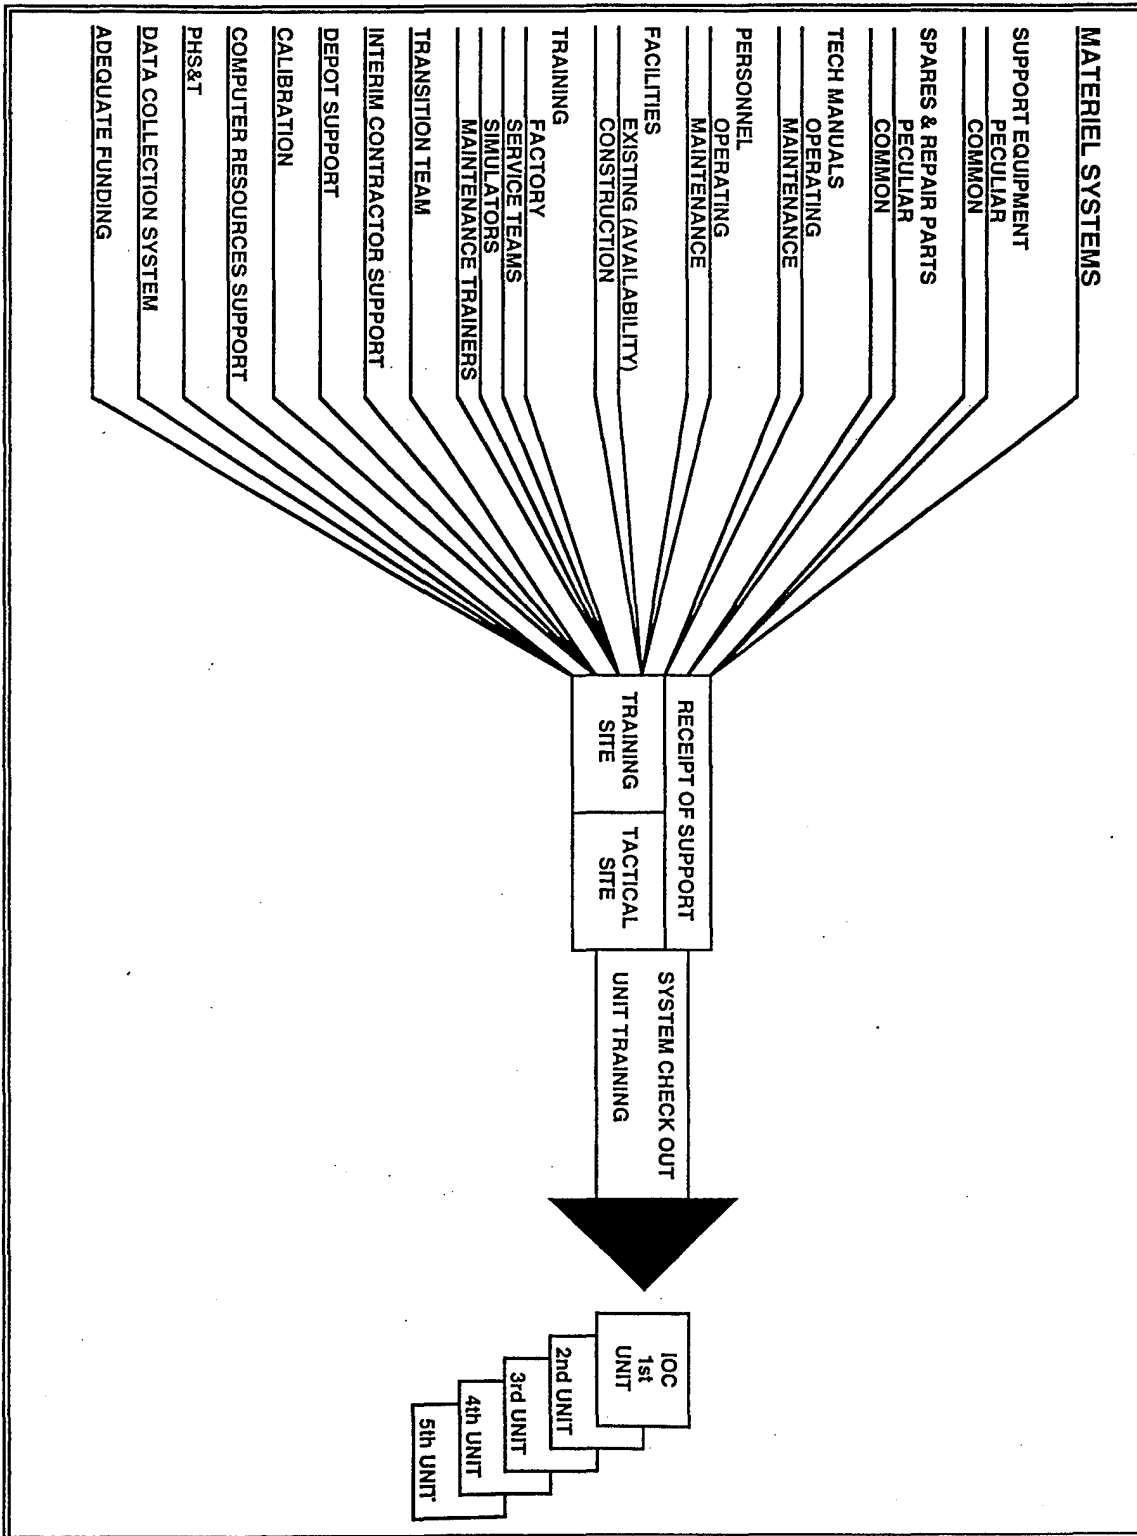 MATERIEL SYSTEMS
SUPPORT EQUIPMENT
PECULIAR
COMMON
SPARES & REPAIR PARTS
PECULIAR
COMMON
TECH MANUALS
OPERATING
MAINTENANCE
PERSONNEL
OPERATING
MAINTENANCE
FACILITIES
EXISTING (AVAILABILITY)
CONSTRUCTION
TRAINING
FACTORY
SERVICE TEAMS
SIMULATORS
MAINTENANCE TRAINERS
TRANSITION TEAM
INTERIM CONTRACTOR SUPPORT
DEPOT SUPPORT
CALIBRATION
COMPUTER RESOURCES SUPPORT
PHS&T
DATA COLLECTION SYSTEM
ADEQUATE FUNDING
RECEIPT OF SUPPORT
TRAINING
SITE
TACTICAL
SITE
SYSTEM CHECK OUT
UNIT TRAINING
IOC
1st
UNIT
2nd UNIT
3rd UNIT
4th UNIT
5th UNIT